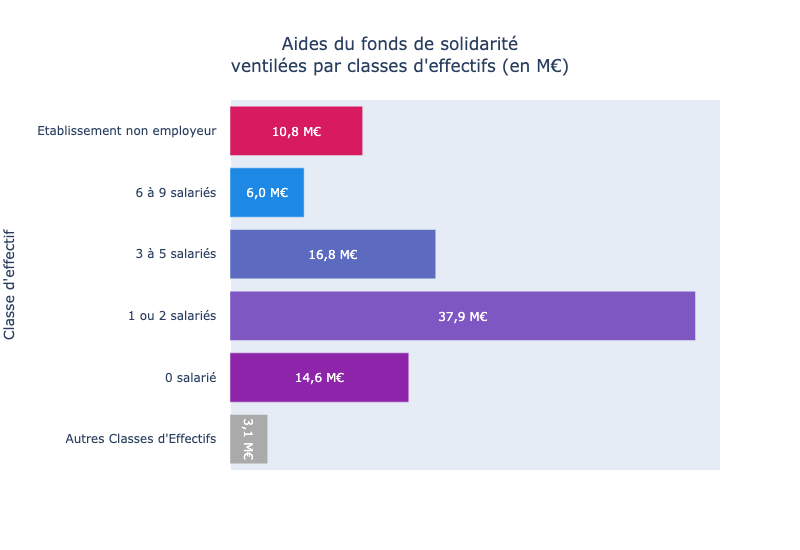 Aides du fonds de solidarité
ventilées par classes d'effectifs (en M€)
Classe d'effectif
Etablissement non employeur
10,8 M€
6 à 9 salariés
6,0 M€
3 à 5 salariés
16,8 M€
1 ou 2 salariés
37,9 M€
0 salarié
14,6 M€
Autres Classes d'Effectifs
3,1 M€